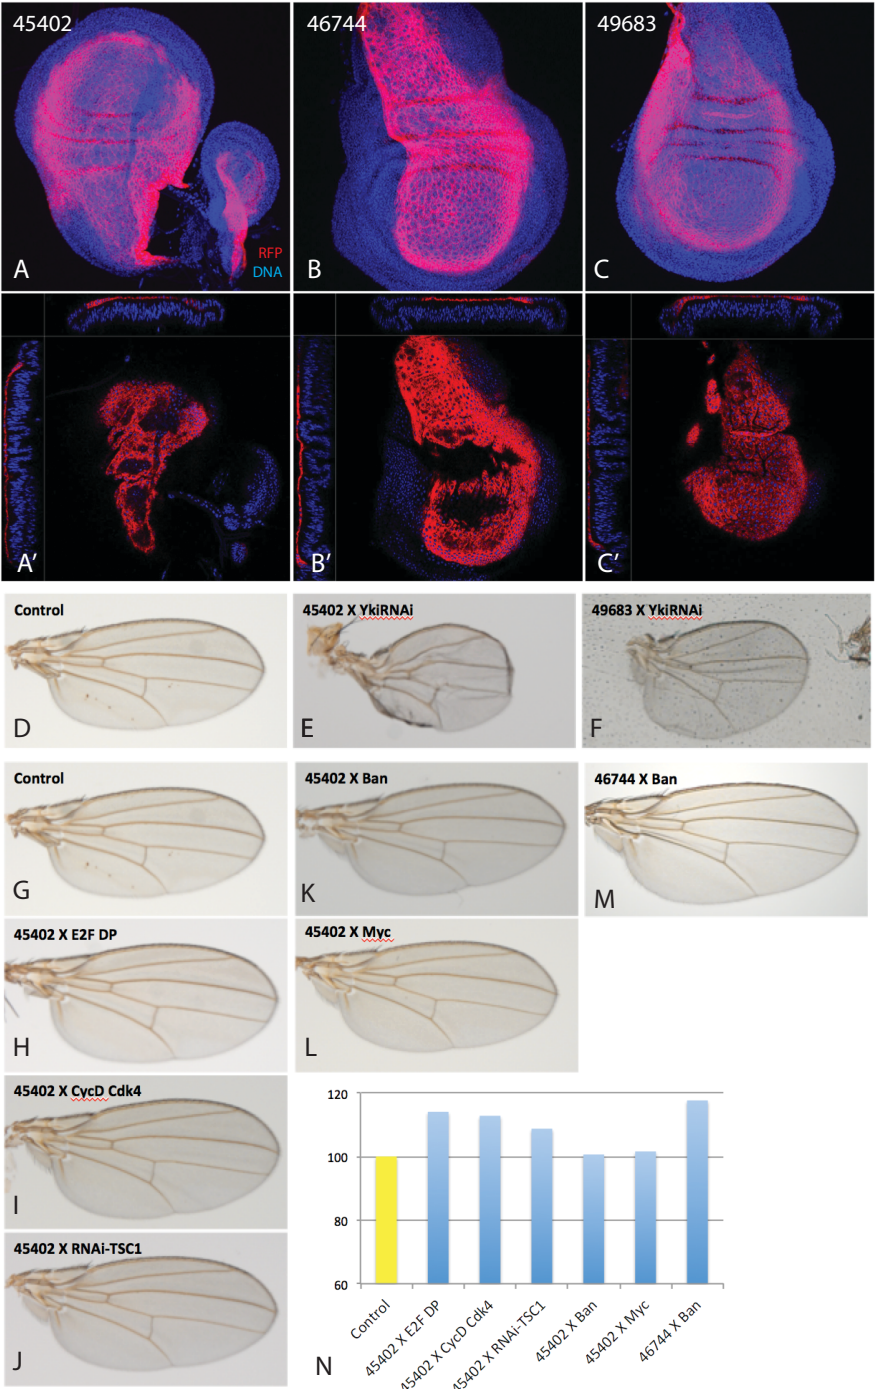 45402
46744
49683
RFP
DNA
A
B
C
A′
B′
C′
Control
45402 X YkiRNAi
49683 X YkiRNAi
D
E
F
Control
45402 X Ban
46744 X Ban
G
K
M
45402 X E2F DP
45402 X Myc
H
L
45402 X CycD Cdk4
I
45402 X RNAi-TSC1
J
120
100
80
60
Control
45402 X E2F DP
45402 X CycD Cdk4
45402 X RNAi-TSC1
45402 X Ban
45402 X Myc
46744 X Ban
N